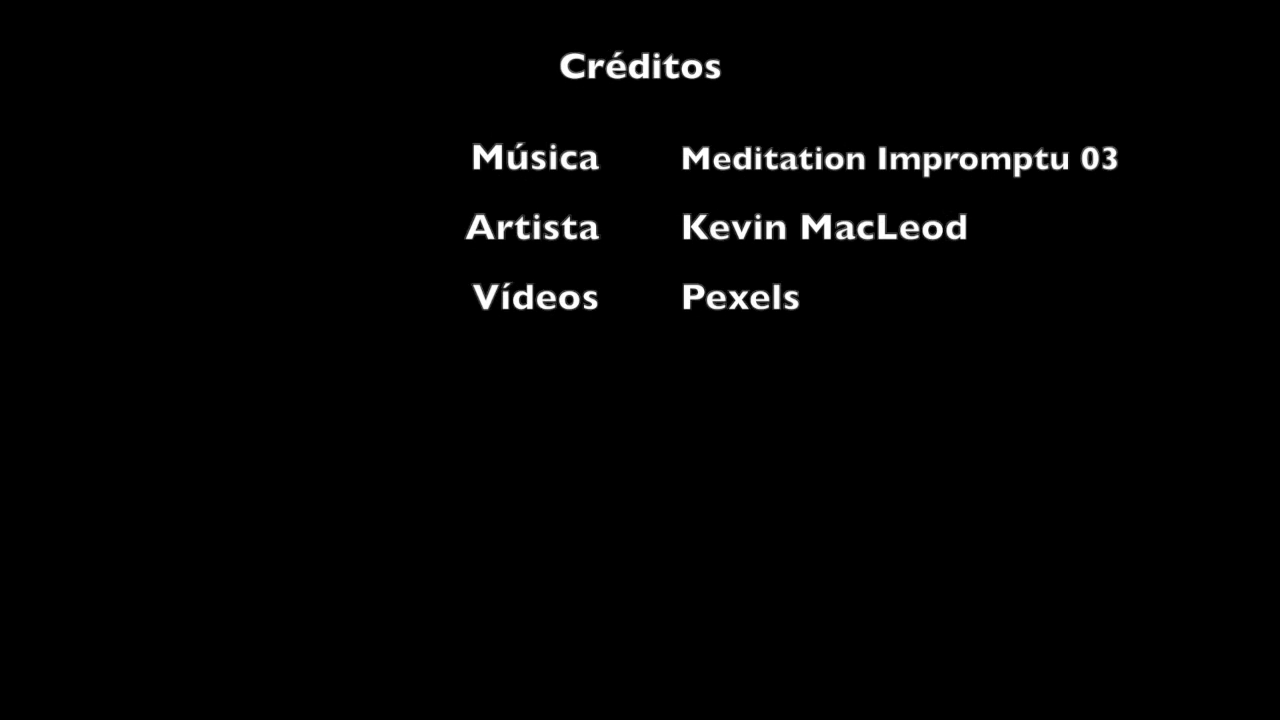 Créditos
Música Meditation Impromptu 03
Artista Kevin MacLeod
Vídeos Pexels